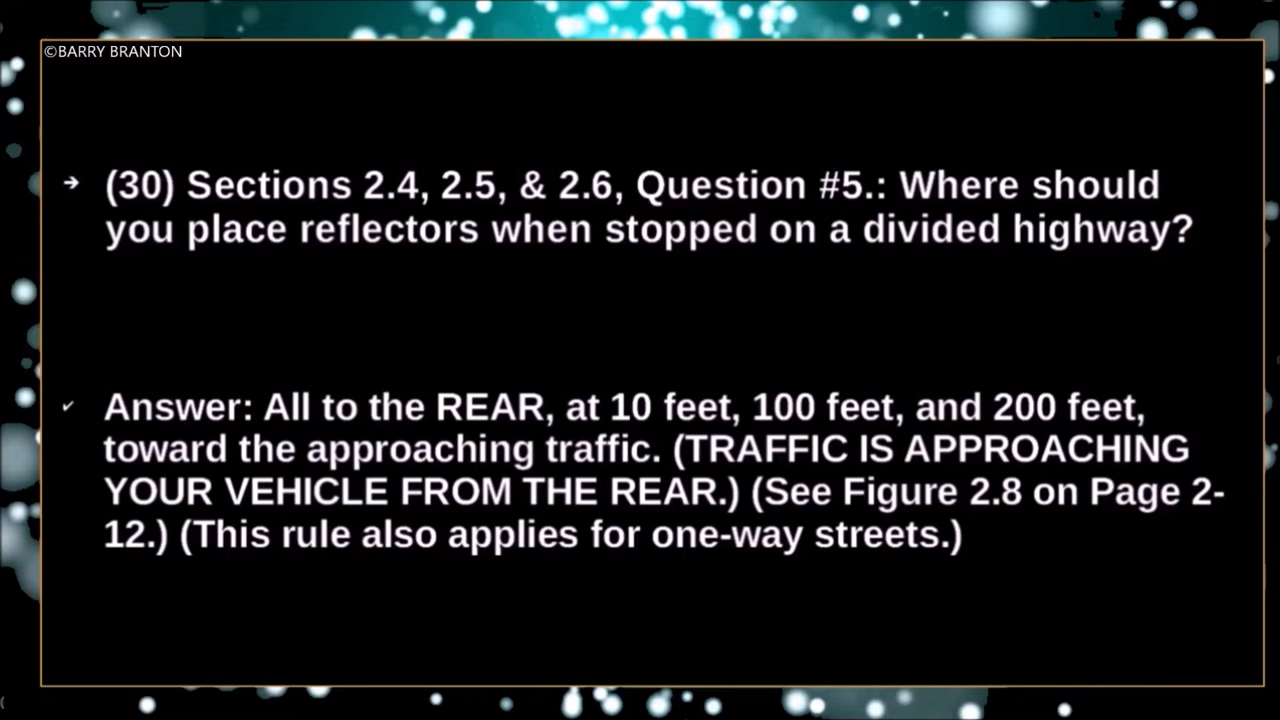 ©BARRY BRANTON
(30) Sections 2.4, 2.5, & 2.6, Question #5.: Where should
you place reflectors when stopped on a divided highway?
Answer: All to the REAR, at 10 feet, 100 feet, and 200 feet,
toward the approaching traffic. (TRAFFIC IS APPROACHING
YOUR VEHICLE FROM THE REAR.) (See Figure 2.8 on Page 2-
12.) (This rule also applies for one-way streets.)